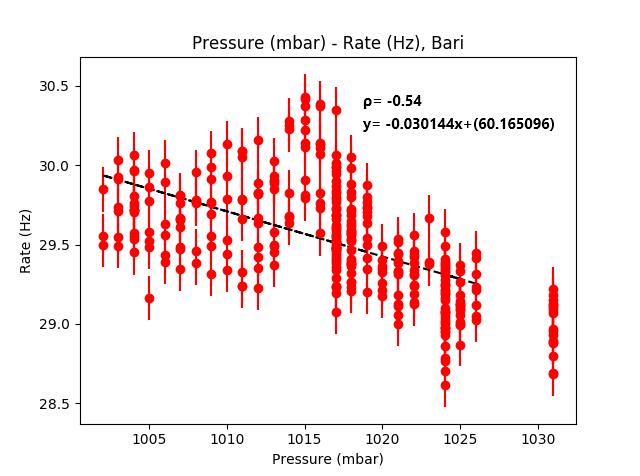 Pressure (mbar) - Rate (Hz), Bari
ρ= -0.54
y= -0.030144x+(60.165096)
30.5
30.0
29.5
29.0
28.5
Rate (Hz)
1005 1010 1015 1020 1025 1030
Pressure (mbar)